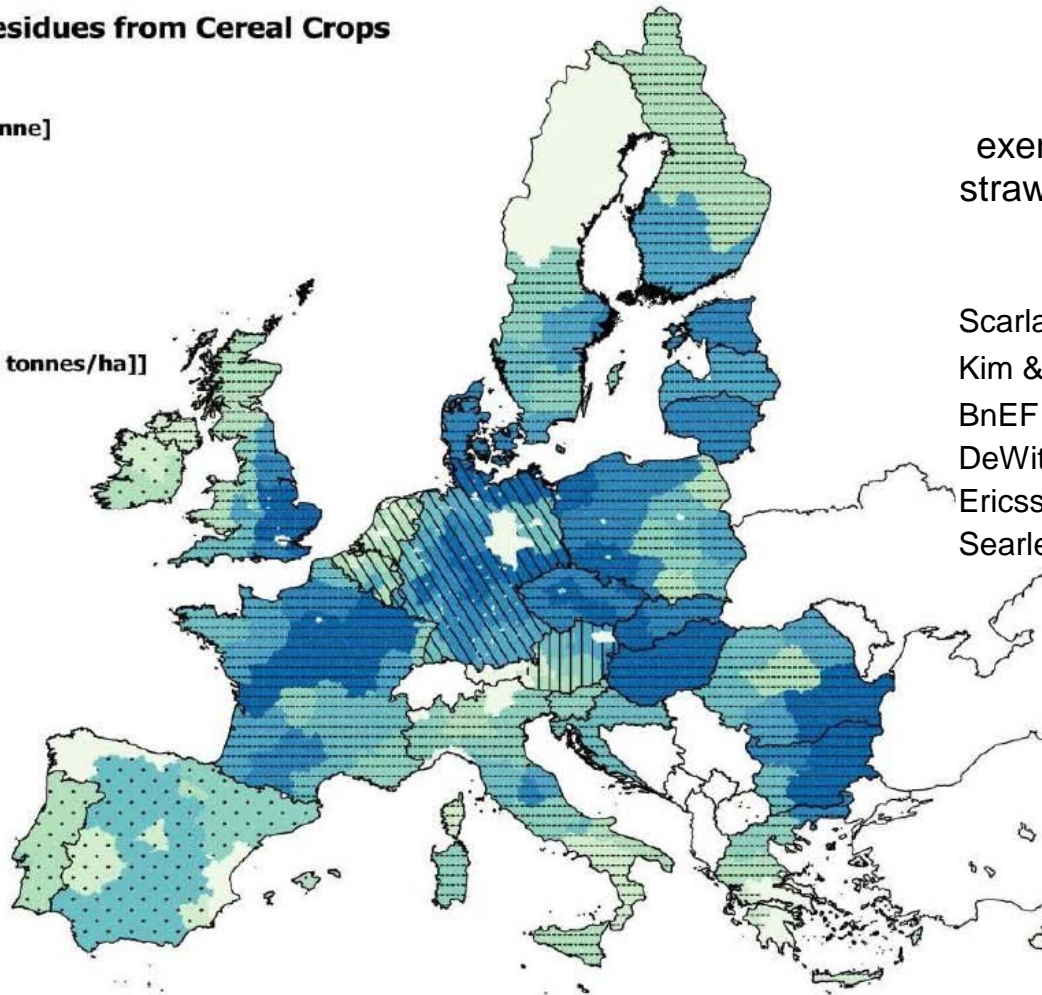 esidues from Cereal Crops
nne]
tonnes/ha]]
exer
straw
Scarla
Kim &
BnEF
DeWit
Ericss
Searle